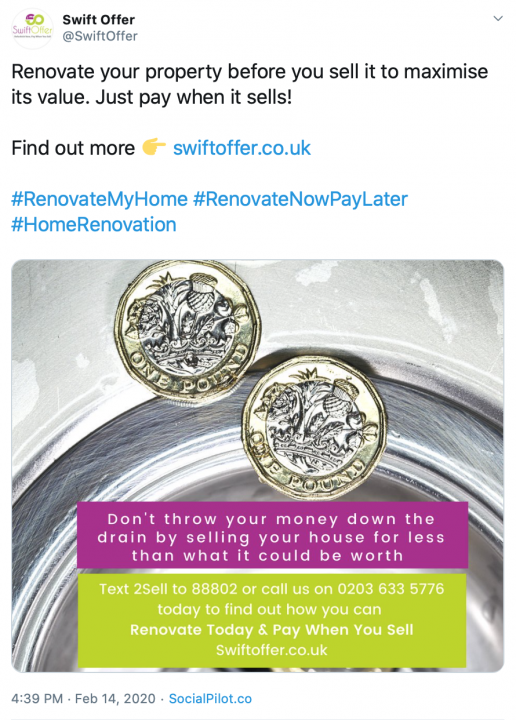 SwiftOffer
Swift Offer
@SwiftOffer
Renovate your property before you sell it to maximise
its value. Just pay when it sells!
Find out more 👉 swiftoffer.co.uk
#RenovateMyHome #RenovateNowPayLater
#HomeRenovation
ONE POUND
ONE POUND
Don't throw your money down the
drain by selling your house for less
than what it could be worth
Text 2Sell to 88802 or call us on 0203 633 5776
today to find out how you can
Renovate Today & Pay When You Sell
Swiftoffer.co.uk
4:39 PM · Feb 14, 2020 · SocialPilot.co